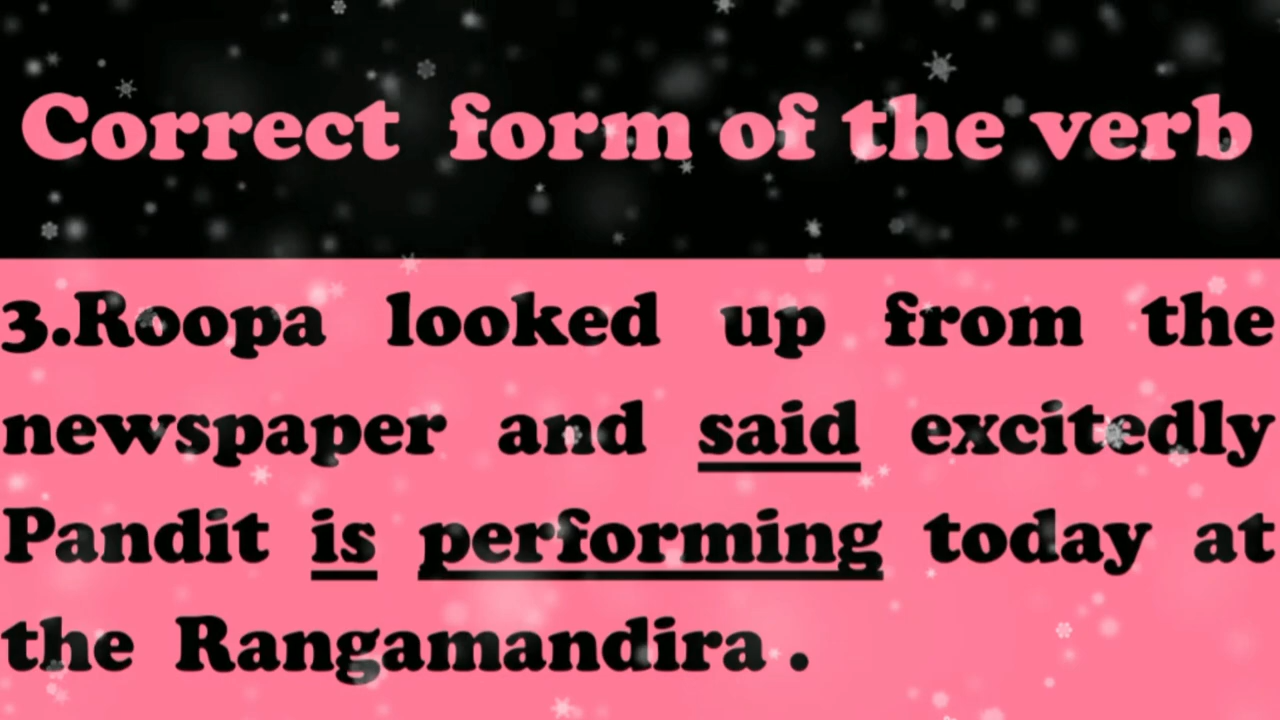 Correct form of the verb
3.Roopa looked up from the
newspaper and said excitedly
Pandit is performing today at
the Rangamandira .